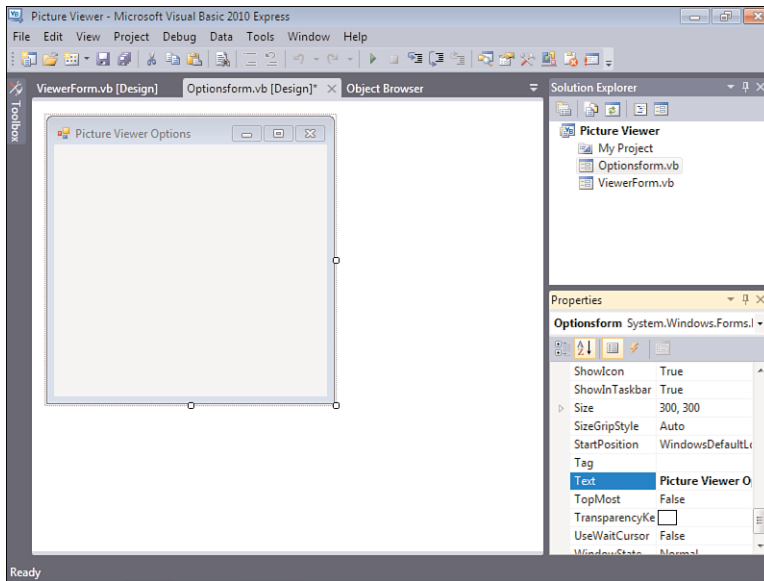 Picture Viewer - Microsoft Visual Basic 2010 Express
File Edit View Project Debug Data Tools Window Help
Toolbox
ViewerForm.vb [Design] Optionsform.vb [Design]* Object Browser
Picture Viewer Options
Solution Explorer
Picture Viewer
My Project
Optionsform.vb
ViewerForm.vb
Properties
Optionsform System.Windows.Forms.
ShowIcon True
ShowInTaskbar True
Size 300, 300
SizeGripStyle Auto
StartPosition WindowsDefaultLo
Tag
Text Picture Viewer O
TopMost False
TransparencyKe
UseWaitCursor False
WindowState Normal
Ready